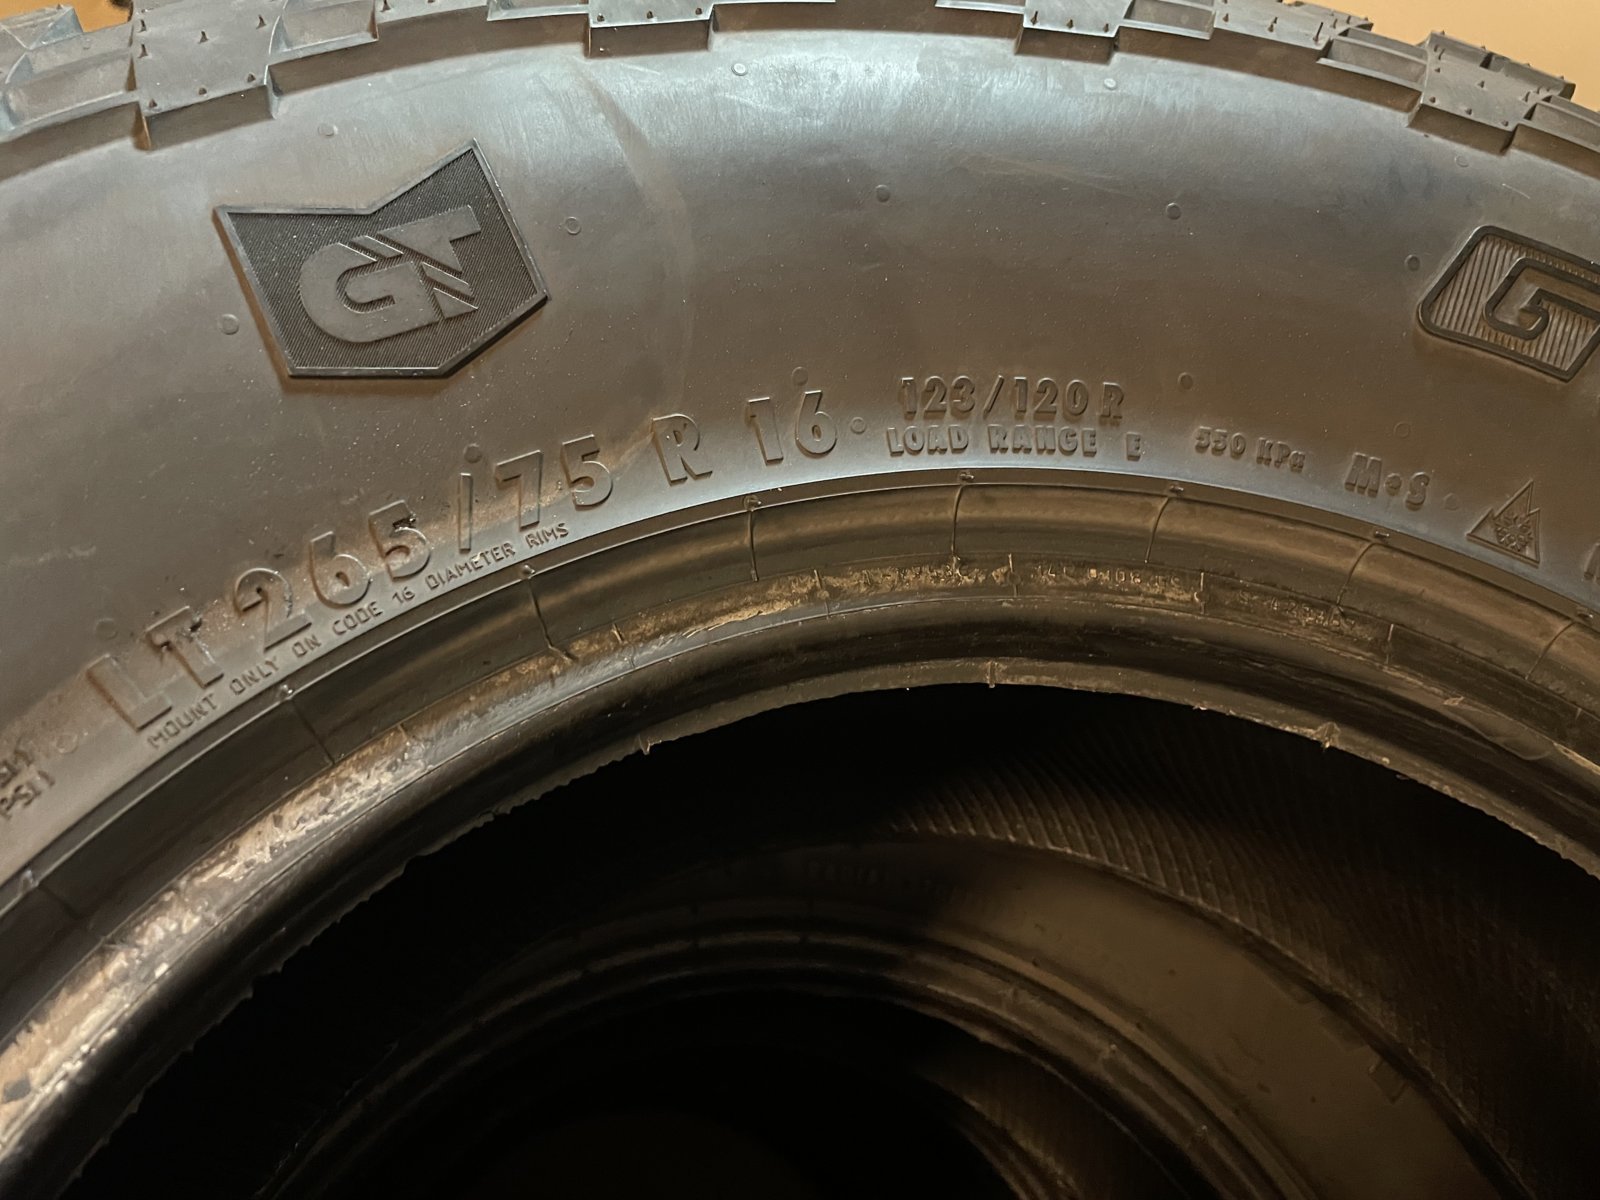 GT
G
LT 265/75 R 16
123/120 R
LOAD RANGE E
550 KPa
M•S
MOUNT ONLY ON CODE 16 DIAMETER RIMS
PSI